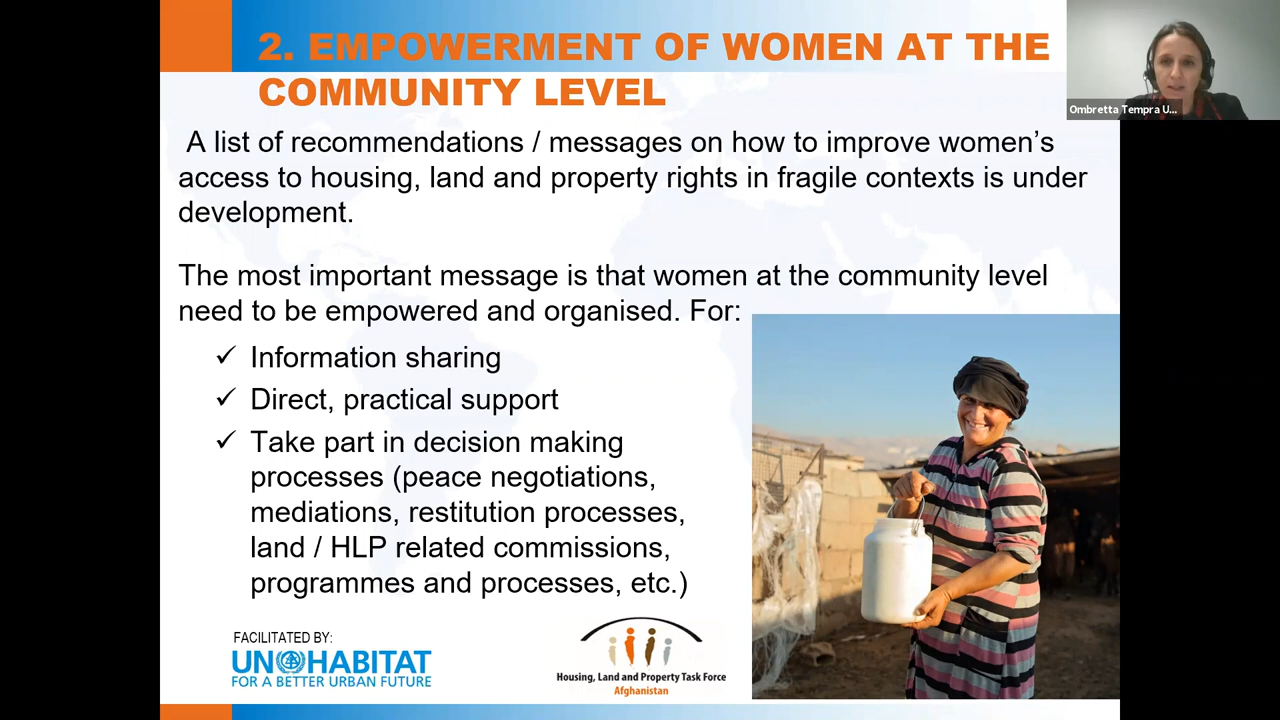 2. EMPOWERMENT OF WOMEN AT THE
COMMUNITY LEVEL
Ombretta Tempra U...
A list of recommendations / messages on how to improve women’s
access to housing, land and property rights in fragile contexts is under
development.
The most important message is that women at the community level
need to be empowered and organised. For:
✓ Information sharing
✓ Direct, practical support
✓ Take part in decision making
processes (peace negotiations,
mediations, restitution processes,
land / HLP related commissions,
programmes and processes, etc.)
FACILITATED BY:
UN HABITAT
FOR A BETTER URBAN FUTURE
Housing, Land and Property Task Force
Afghanistan